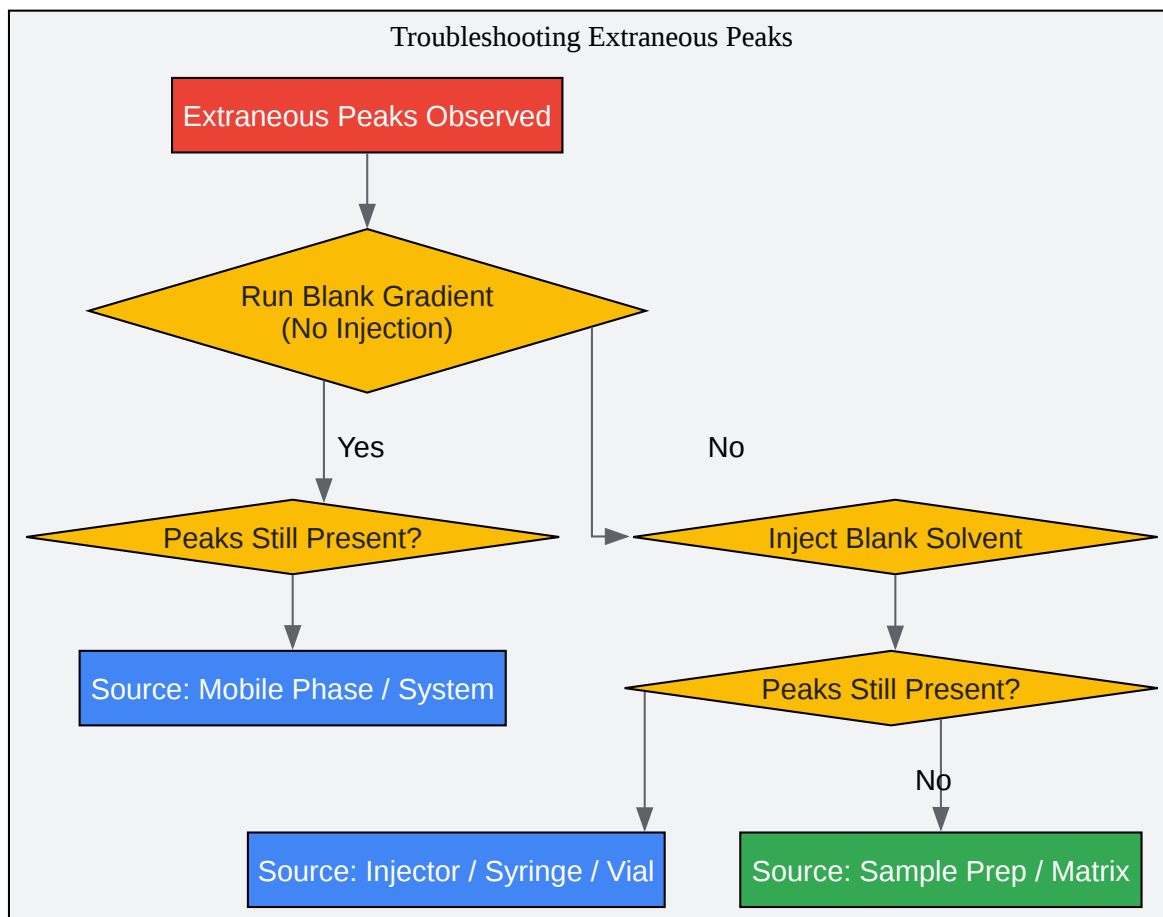 Troubleshooting Extraneous Peaks
Extraneous Peaks Observed
Run Blank Gradient
(No Injection)
Yes
No
Peaks Still Present?
Inject Blank Solvent
Source: Mobile Phase / System
Peaks Still Present?
No
Source: Injector / Syringe / Vial
Source: Sample Prep / Matrix